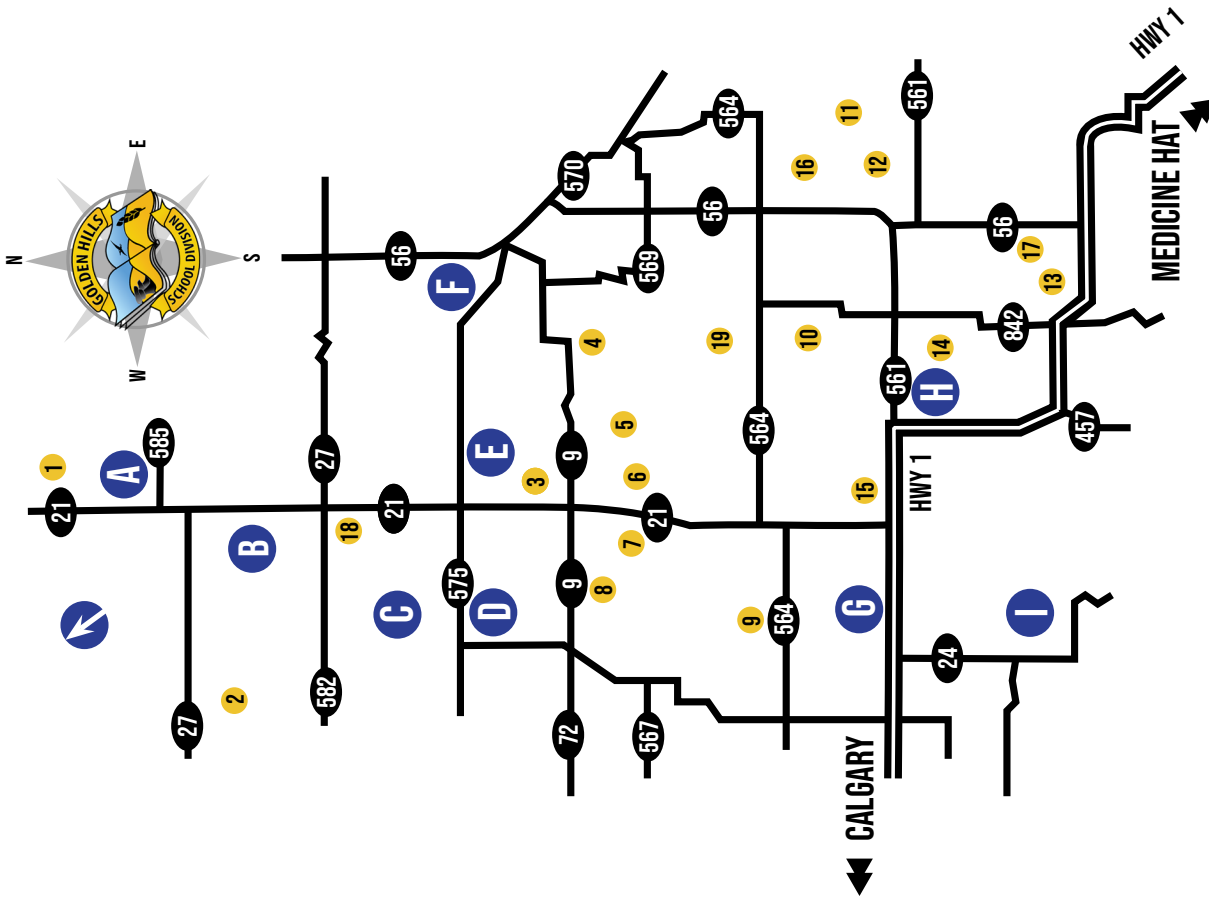 N
E
S
W
GOLDEN HILLS
SCHOOL DIVISION
HWY 1
MEDICINE HAT
HWY 1
CALGARY
1
21
A
585
B
27
2
18
27
582
21
56
F
C
575
D
E
3
4
570
564
9
9
5
6
21
7
8
72
567
569
56
19
564
9
564
10
16
11
12
561
56
17
13
842
14
561
H
457
15
G
24
I